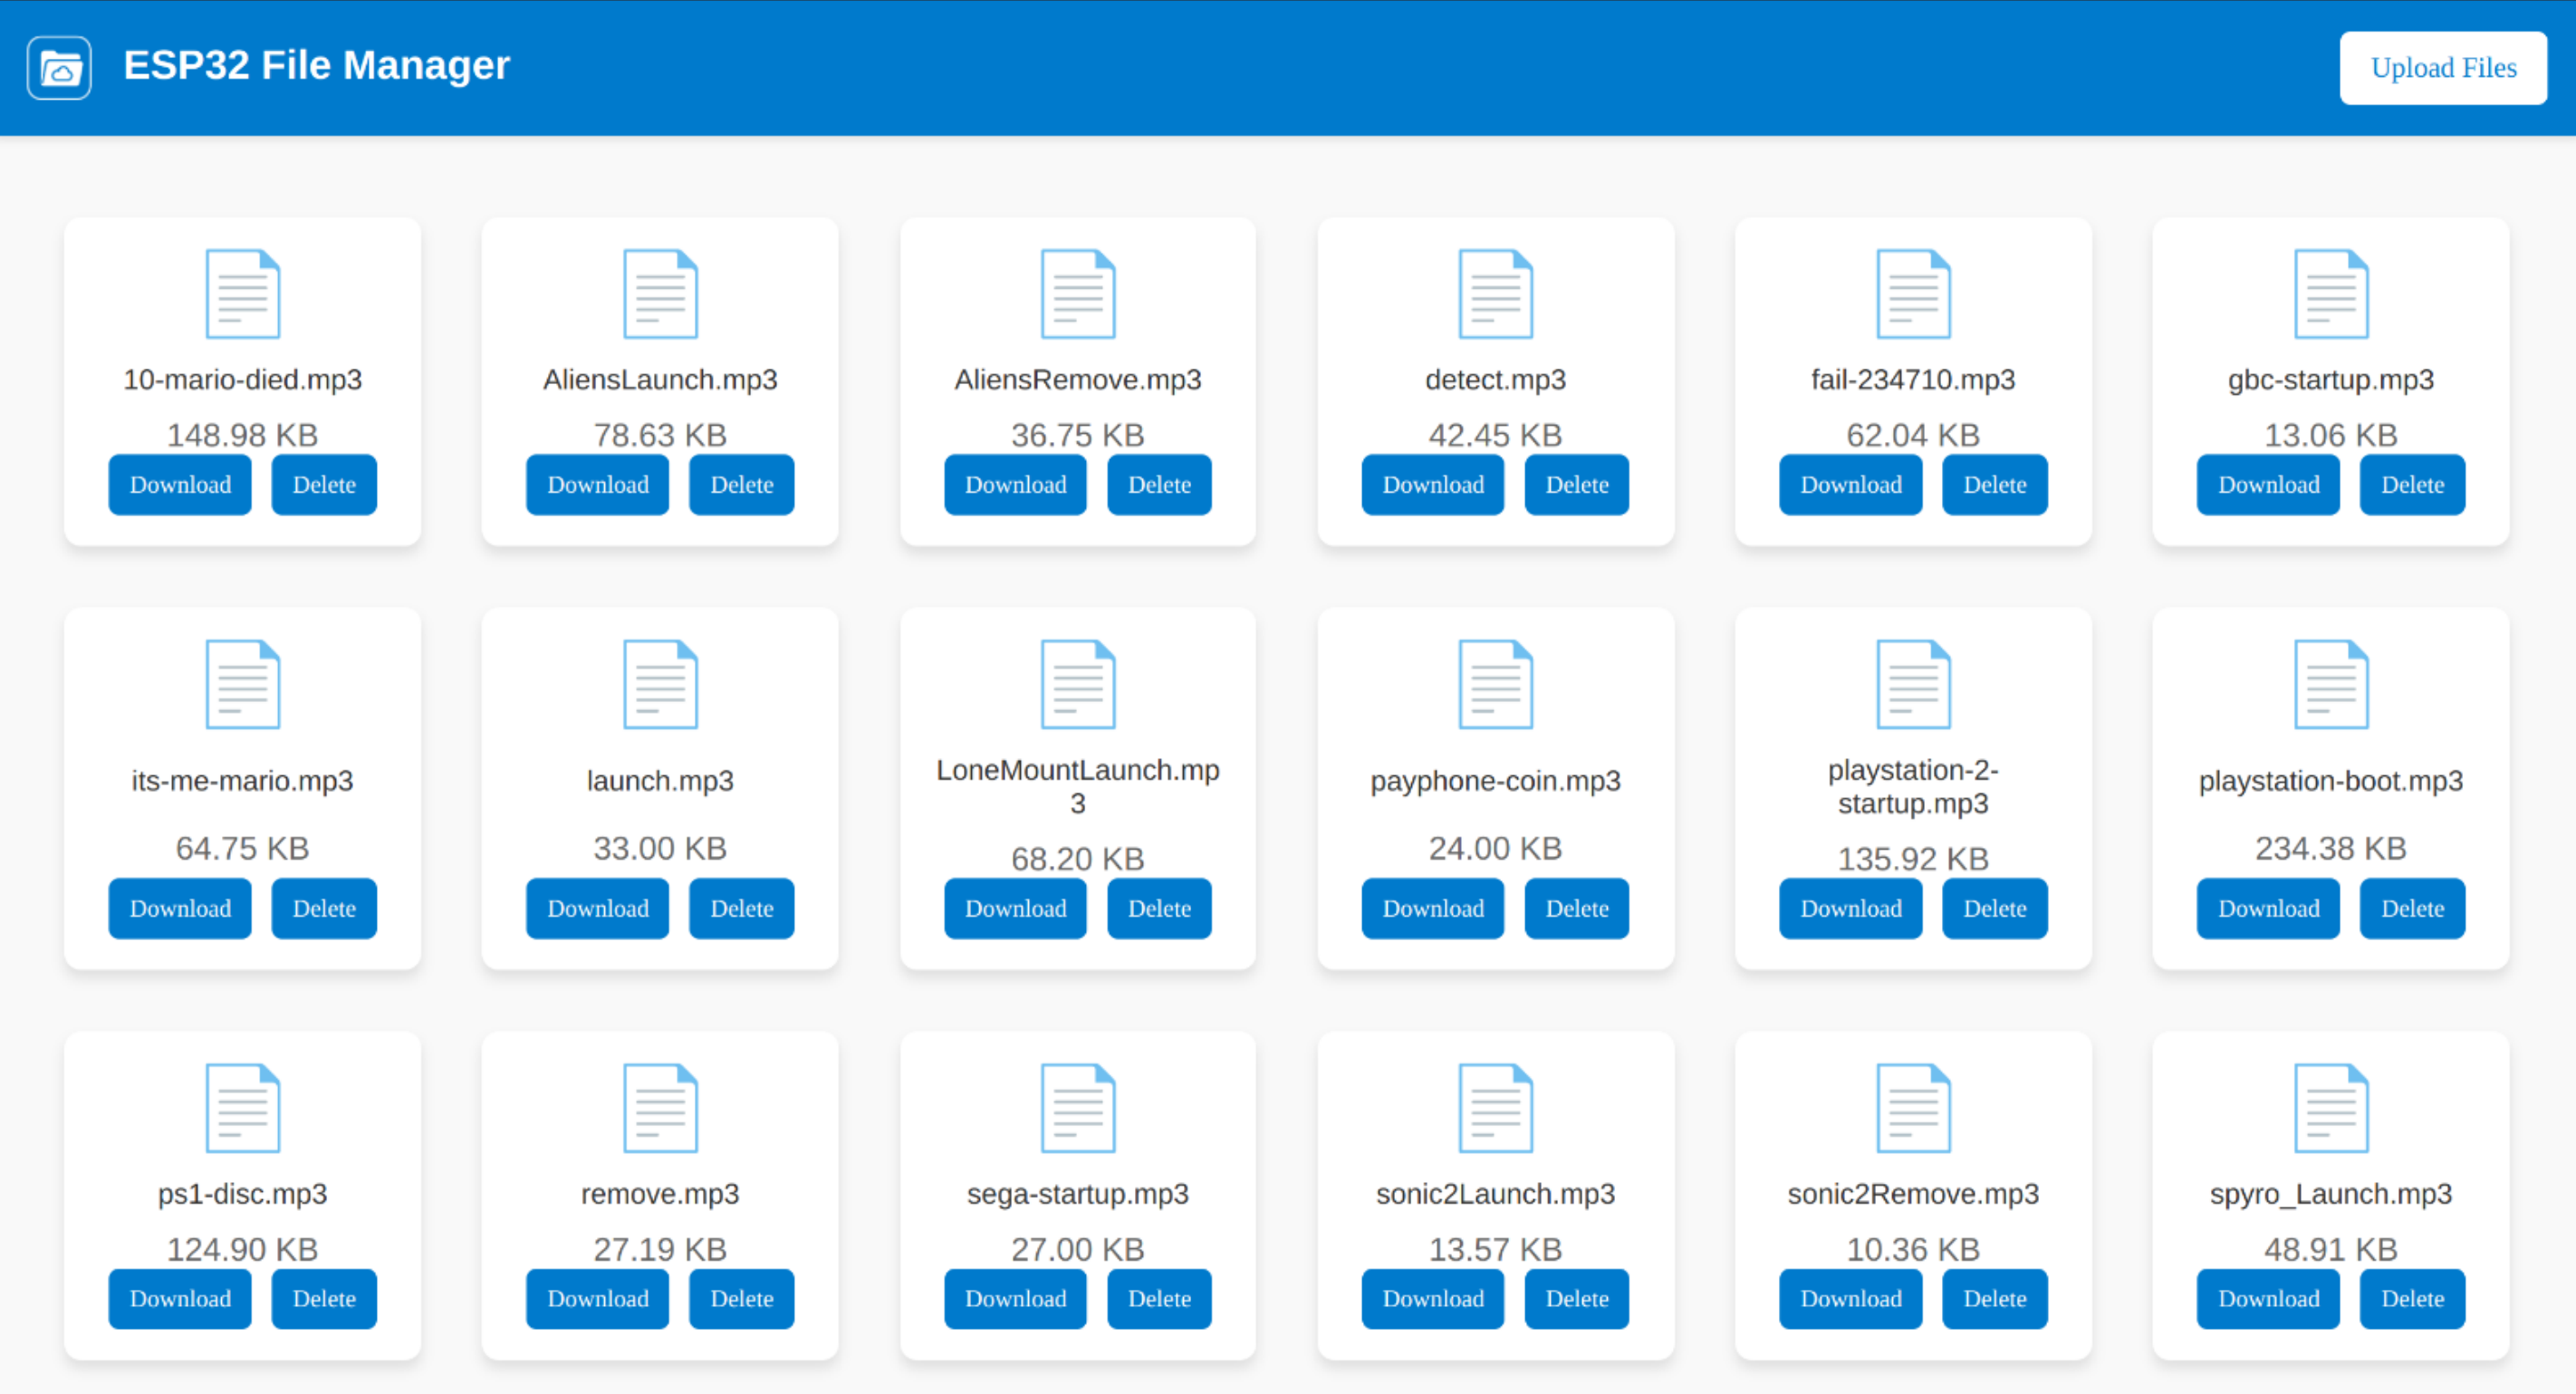 ESP32 File Manager
Upload Files
10-mario-died.mp3
148.98 KB
Download Delete
AliensLaunch.mp3
78.63 KB
Download Delete
AliensRemove.mp3
36.75 KB
Download Delete
detect.mp3
42.45 KB
Download Delete
fail-234710.mp3
62.04 KB
Download Delete
gbc-startup.mp3
13.06 KB
Download Delete
its-me-mario.mp3
64.75 KB
Download Delete
launch.mp3
33.00 KB
Download Delete
LoneMountLaunch.mp
3
68.20 KB
Download Delete
payphone-coin.mp3
24.00 KB
Download Delete
playstation-2-
startup.mp3
135.92 KB
Download Delete
playstation-boot.mp3
234.38 KB
Download Delete
ps1-disc.mp3
124.90 KB
Download Delete
remove.mp3
27.19 KB
Download Delete
sega-startup.mp3
27.00 KB
Download Delete
sonic2Launch.mp3
13.57 KB
Download Delete
sonic2Remove.mp3
10.36 KB
Download Delete
spyro_Launch.mp3
48.91 KB
Download Delete